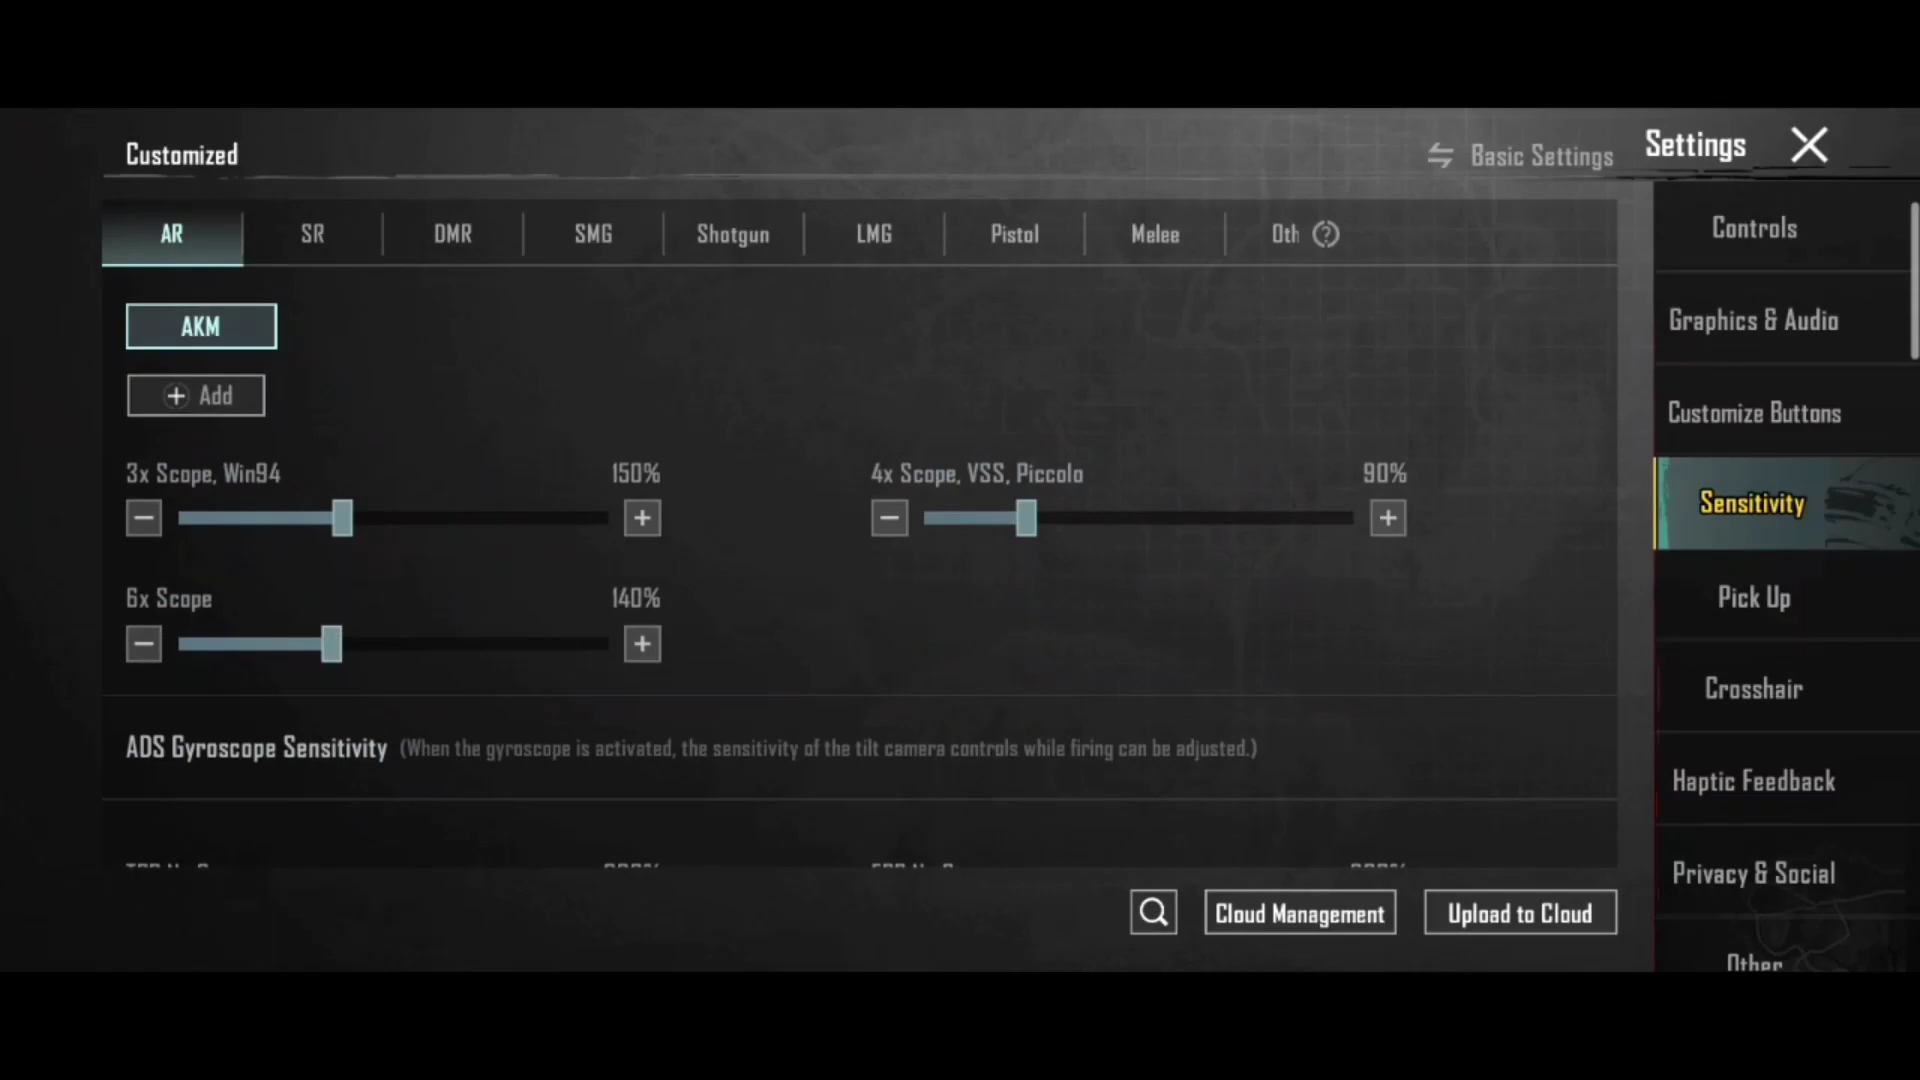 Customized
Basic Settings
Settings
AR
SR
DMR
SMG
Shotgun
LMG
Pistol
Melee
Oth
Controls
AKM
Graphics & Audio
Add
Customize Buttons
3x Scope, Win94 150%
4x Scope, VSS, Piccolo 90%
Sensitivity
6x Scope 140%
Pick Up
Crosshair
ADS Gyroscope Sensitivity (When the gyroscope is activated, the sensitivity of the tilt camera controls while firing can be adjusted.)
Haptic Feedback
Privacy & Social
Cloud Management
Upload to Cloud
Other